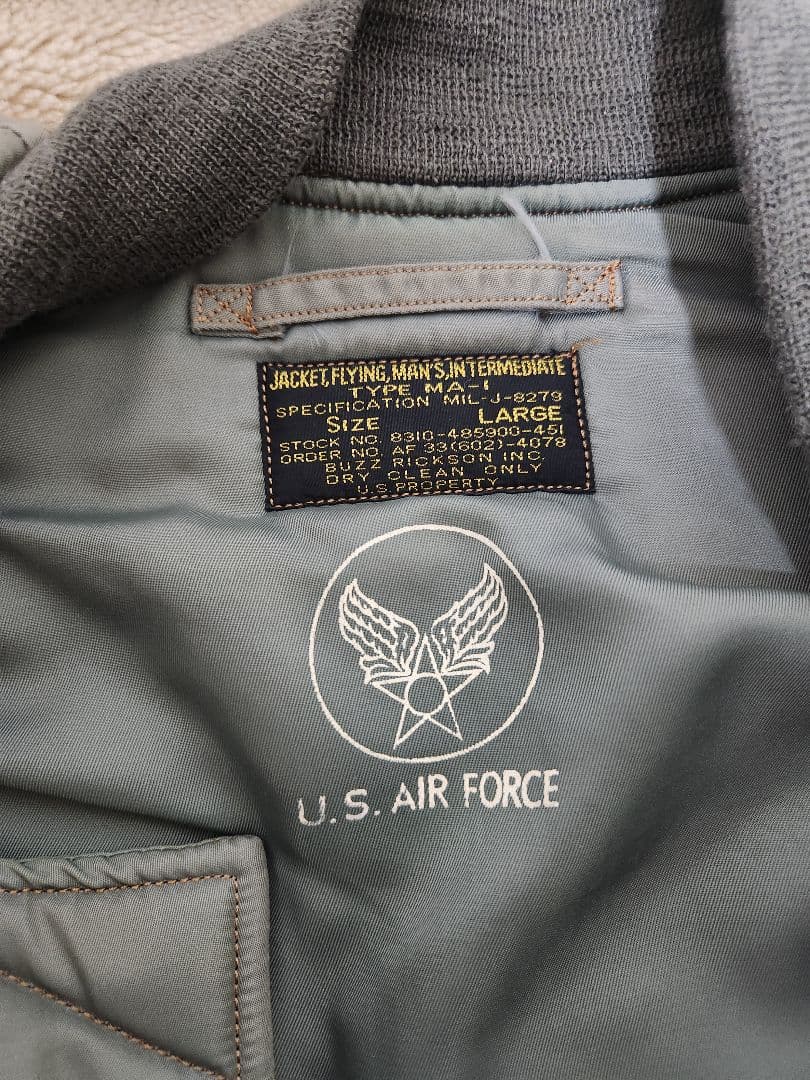 JACKET, FLYING, MAN'S, INTERMEDIATE
TYPE MA-1
SPECIFICATION MIL-J-8279
SIZE LARGE
STOCK NO. 8310-485900-451
ORDER NO. AF 33(602)-4078
BUZZ RICKSON INC.
DRY CLEAN ONLY
U.S. PROPERTY
U.S. AIR FORCE